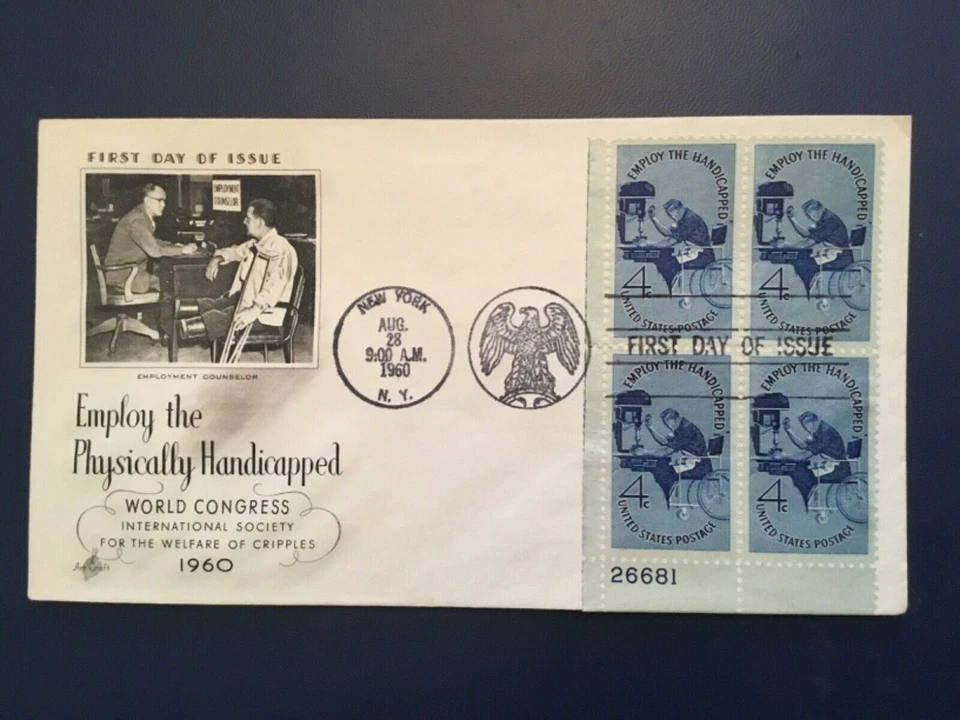 FIRST DAY OF ISSUE
EMPLOYMENT
COUNSELOR
EMPLOYMENT COUNSELOR
Employ the
Physically Handicapped
WORLD CONGRESS
INTERNATIONAL SOCIETY
FOR THE WELFARE OF CRIPPLES
1960
Art Craft
NEW YORK
AUG.
28
9:00 A.M.
1960
N. Y.
EMPLOY THE HANDICAPPED
4c
UNITED STATES POSTAGE
EMPLOY THE HANDICAPPED
4c
UNITED STATES POSTAGE
FIRST DAY OF ISSUE
EMPLOY THE HANDICAPPED
4c
UNITED STATES POSTAGE
EMPLOY THE HANDICAPPED
4c
UNITED STATES POSTAGE
26681